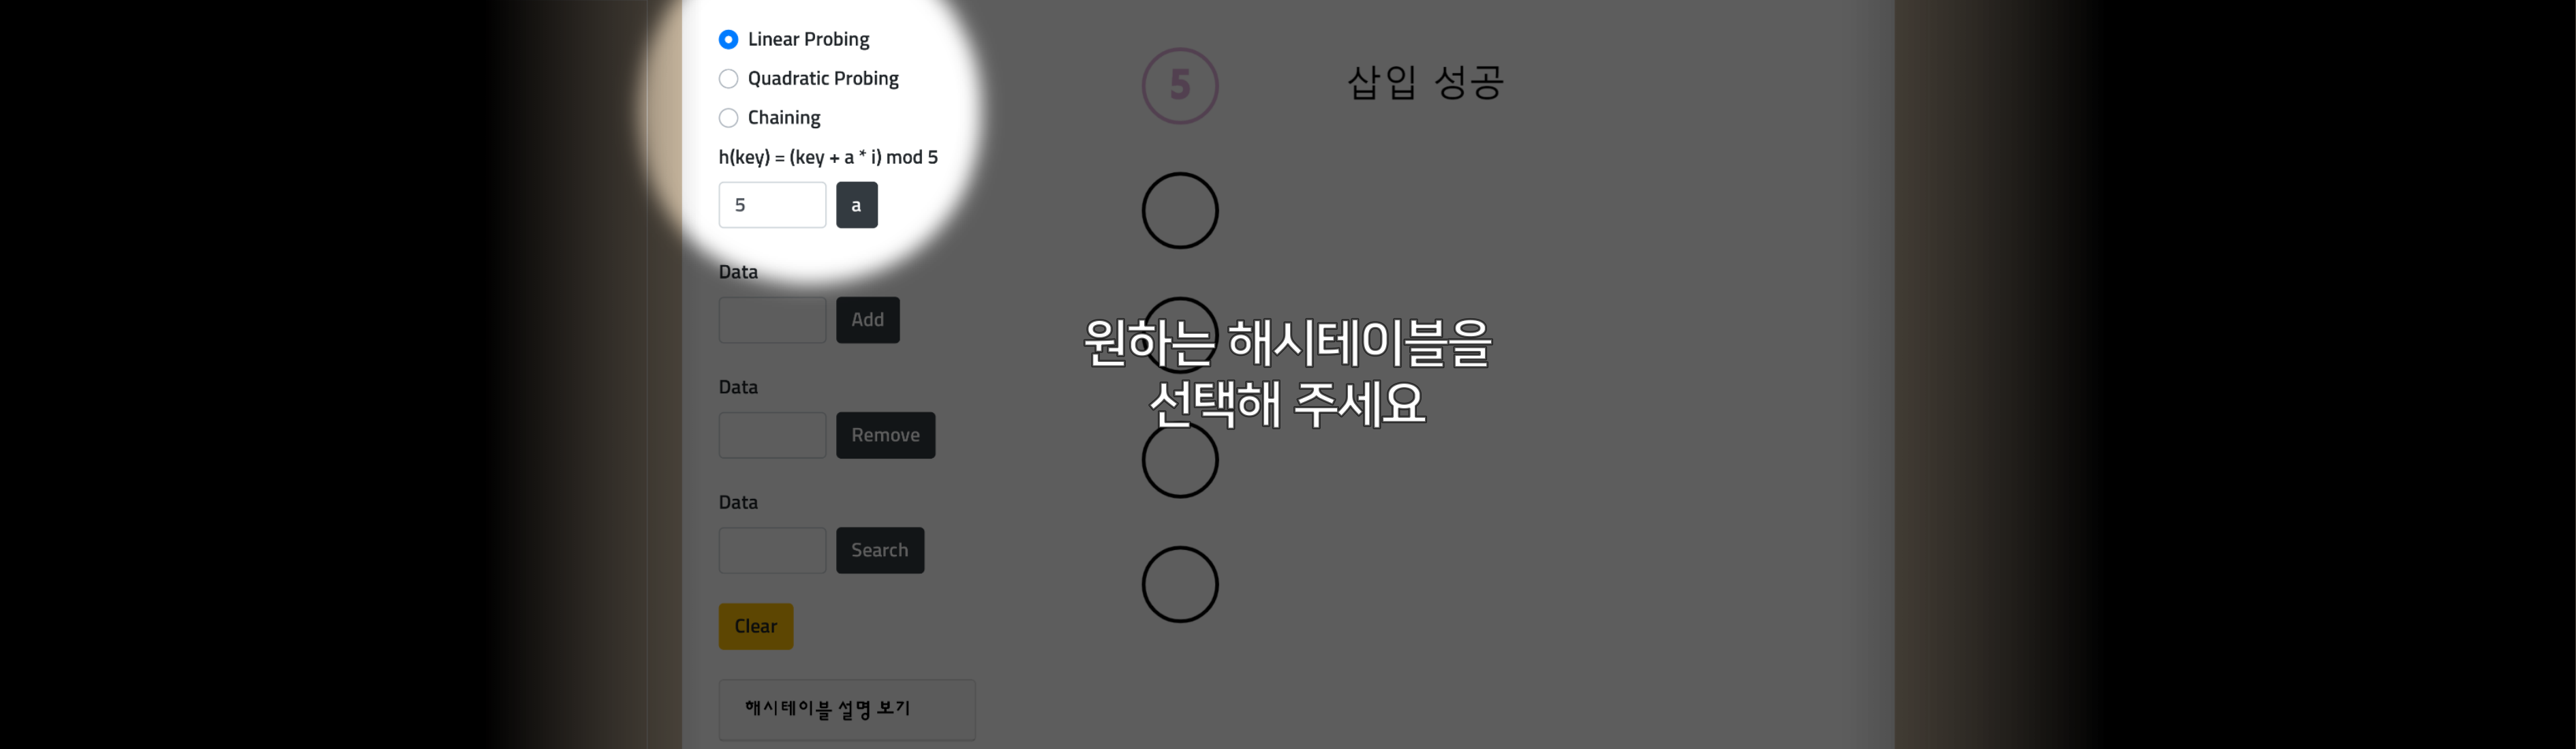 Linear Probing
Quadratic Probing
Chaining
h(key) = (key + a * i) mod 5
5
a
Data
Add
Data
Remove
Data
Search
Clear
해시테이블 설명 보기
5
삽입 성공
원하는 해시테이블을
선택해 주세요